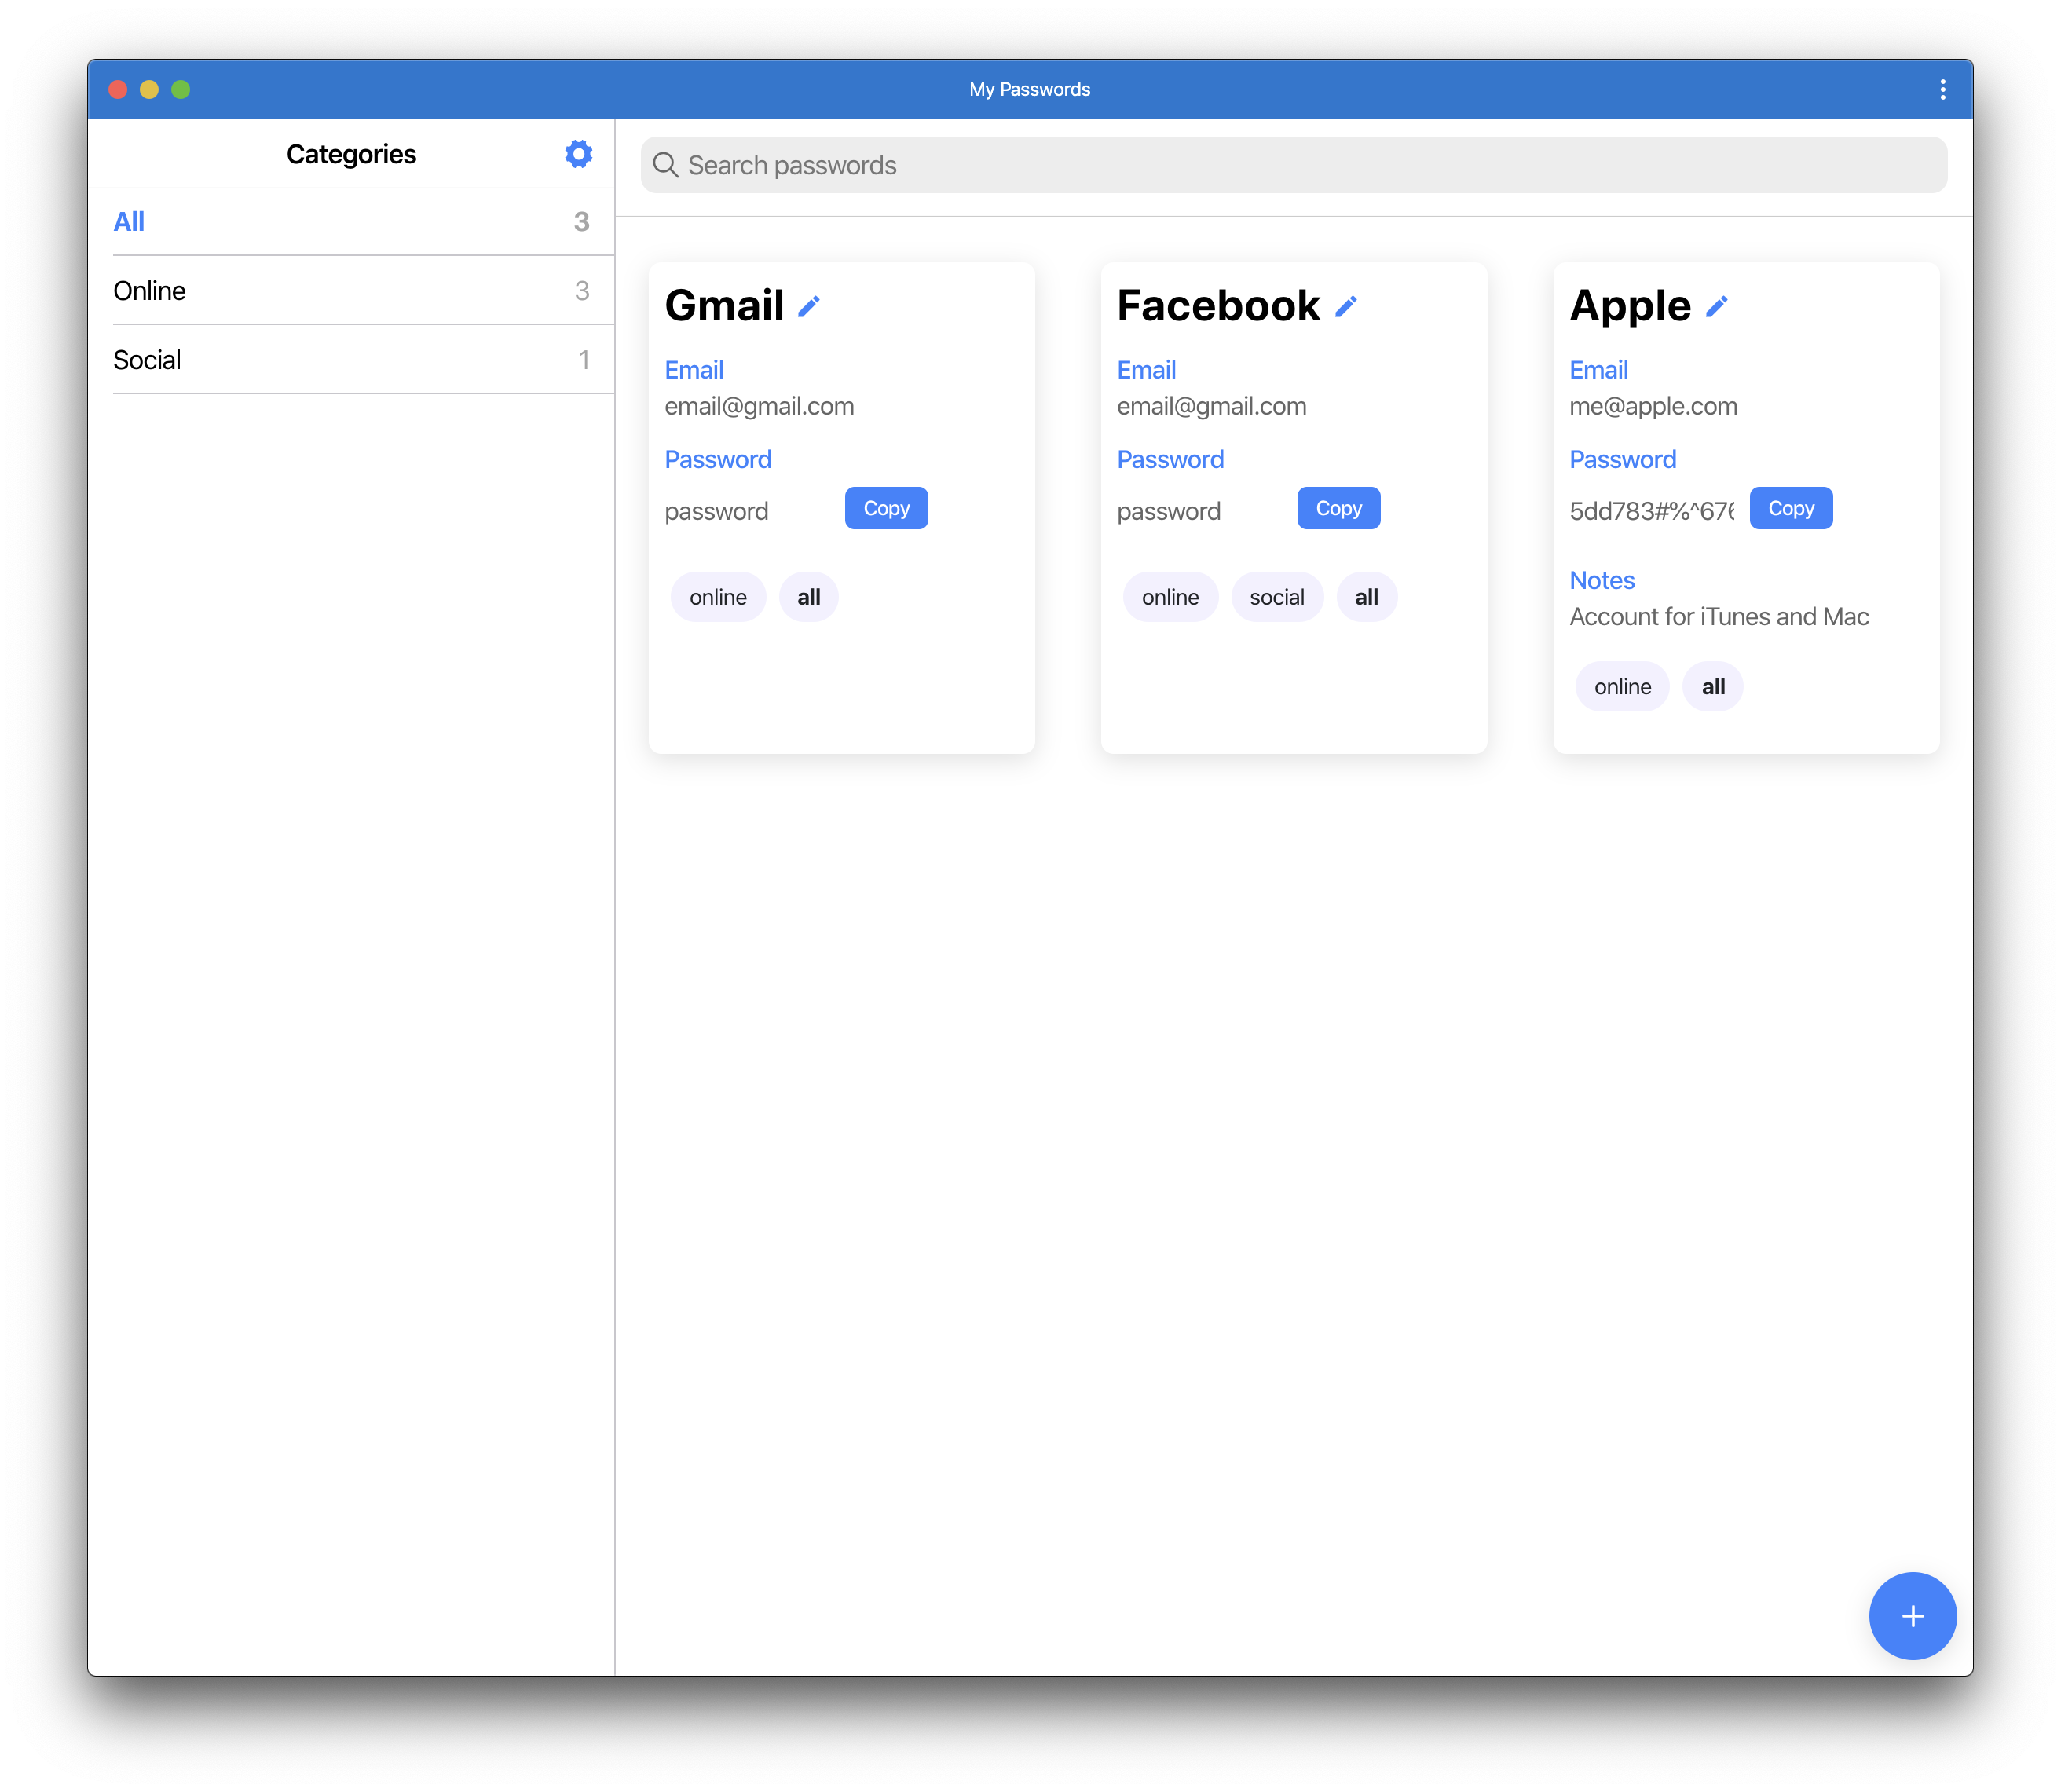 My Passwords
Categories
All 3
Online 3
Social 1
Search passwords
Gmail
Email
email@gmail.com
Password
password Copy
online all
Facebook
Email
email@gmail.com
Password
password Copy
online social all
Apple
Email
me@apple.com
Password
5dd783#%^676 Copy
Notes
Account for iTunes and Mac
online all